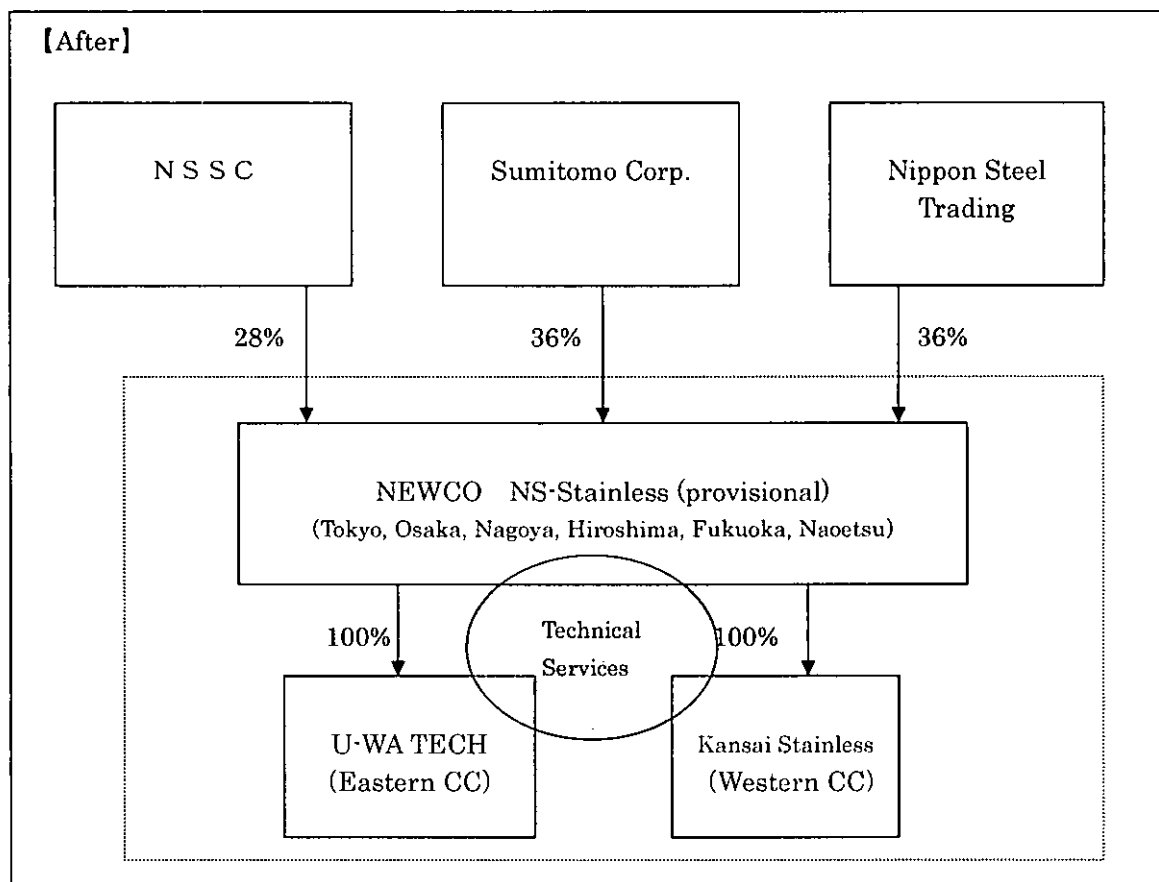 【After】
N S S C
Sumitomo Corp.
Nippon Steel
Trading
28%
36%
36%
NEWCO NS-Stainless (provisional)
(Tokyo, Osaka, Nagoya, Hiroshima, Fukuoka, Naoetsu)
100%
Technical
Services
100%
U-WA TECH
(Eastern CC)
Kansai Stainless
(Western CC)